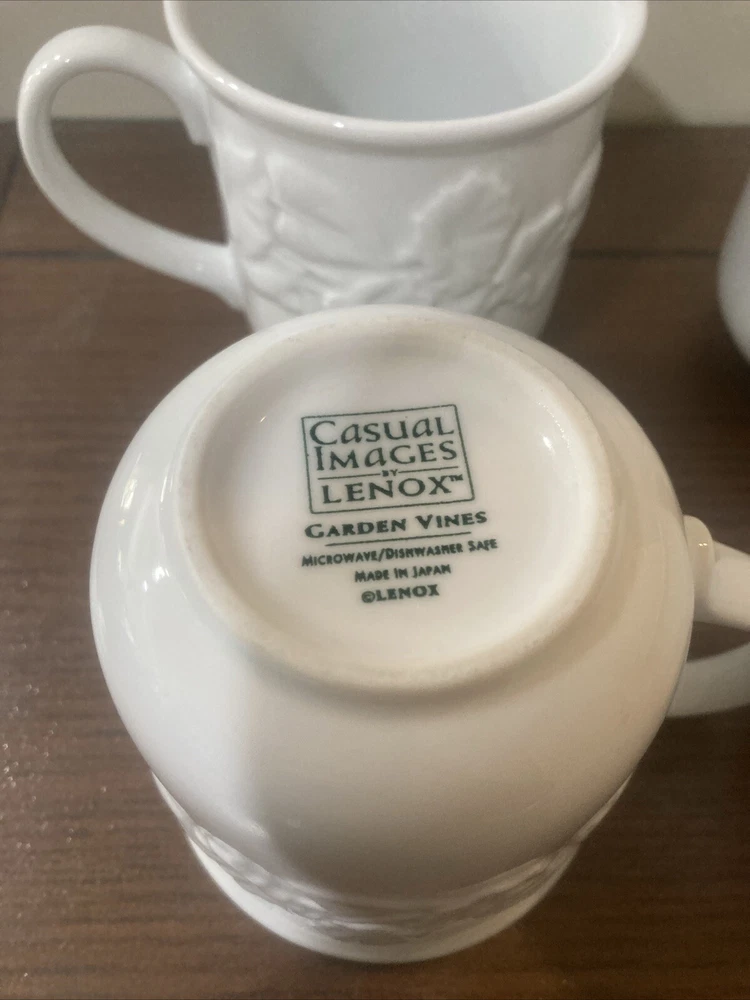 Casual
Images
BY
LENOX™
GARDEN VINES
MICROWAVE/DISHWASHER SAFE
MADE IN JAPAN
©LENOX